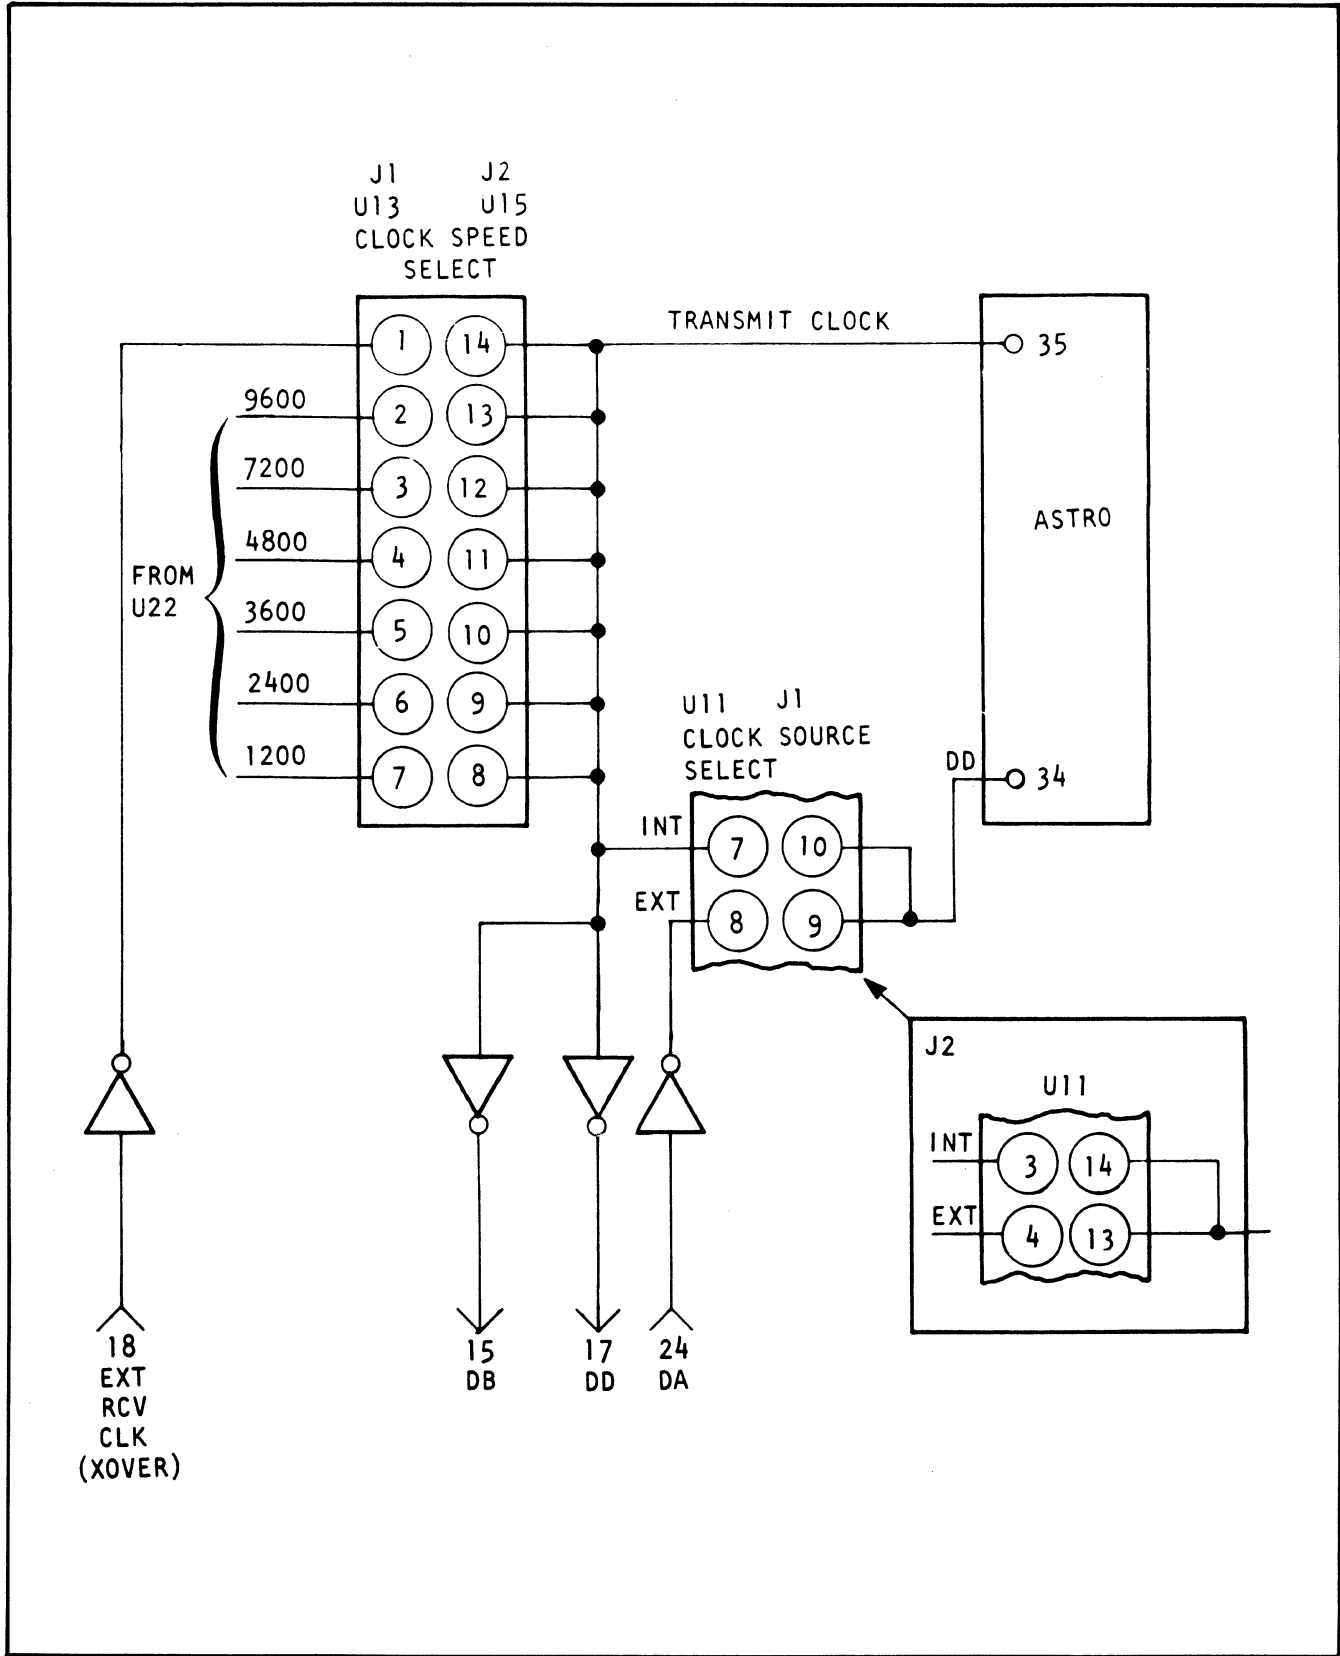 J1 J2
U13 U15
CLOCK SPEED
SELECT
TRANSMIT CLOCK
1 14
35
9600
2 13
7200
3 12
4800
4 11
ASTRO
FROM
U22
3600
5 10
2400
6 9
1200
7 8
U11 J1
CLOCK SOURCE
SELECT
DD
34
INT
7 10
EXT
8 9
J2
U11
INT
3 14
EXT
4 13
18
EXT
RCV
CLK
(XOVER)
15
DB
17
DD
24
DA